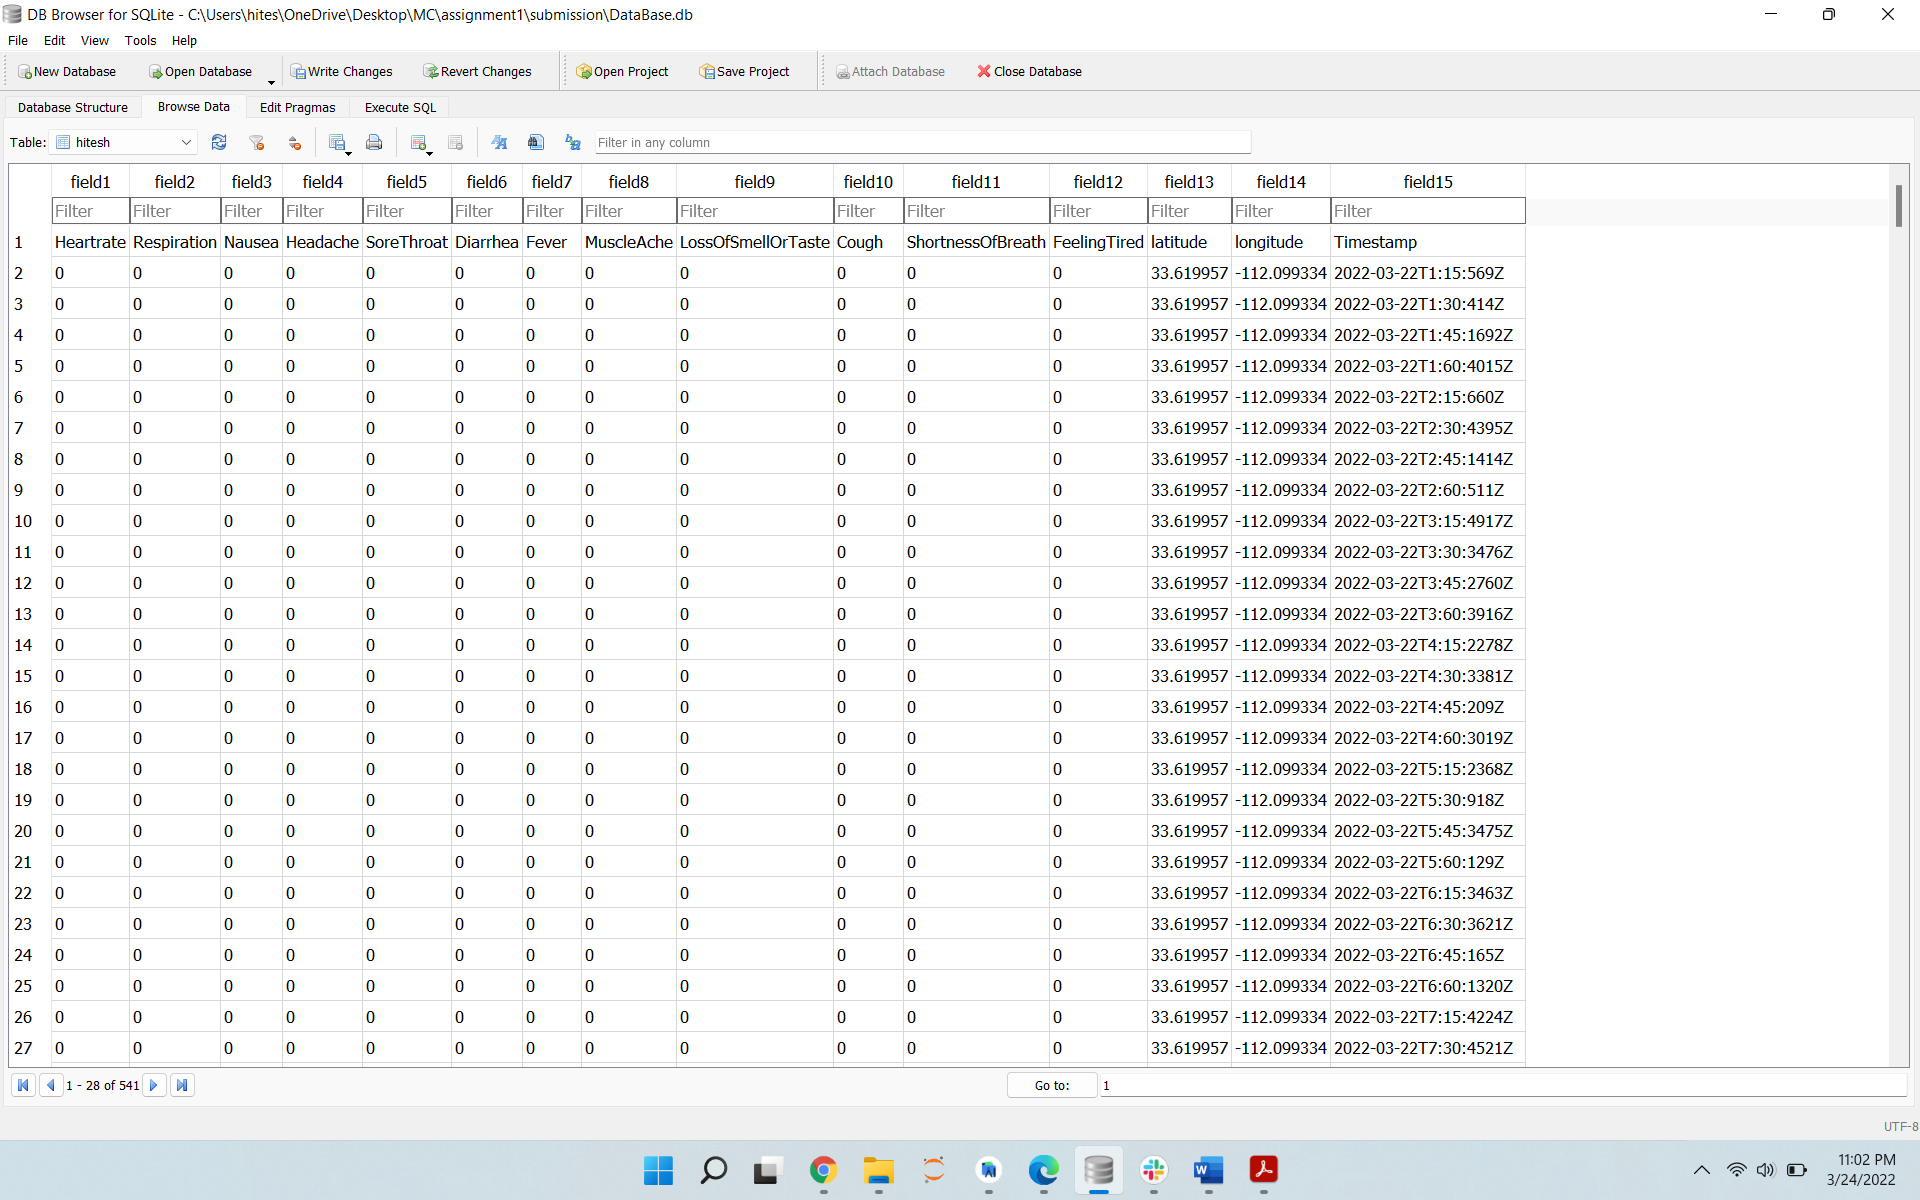 DB Browser for SQLite - C:\Users\hites\OneDrive\Desktop\MC\assignment1\submission\DataBase.db
File Edit View Tools Help
New Database Open Database Write Changes Revert Changes Open Project Save Project Attach Database Close Database
Database Structure Browse Data Edit Pragmas Execute SQL
Table: hitesh Filter in any column
field1 field2 field3 field4 field5 field6 field7 field8 field9 field10 field11 field12 field13 field14 field15
Filter Filter Filter Filter Filter Filter Filter Filter Filter Filter Filter Filter Filter Filter Filter
1 Heartrate Respiration Nausea Headache SoreThroat Diarrhea Fever MuscleAche LossOfSmellOrTaste Cough ShortnessOfBreath FeelingTired latitude longitude Timestamp
2 0 0 0 0 0 0 0 0 0 0 0 0 33.619957 -112.099334 2022-03-22T1:15:569Z
3 0 0 0 0 0 0 0 0 0 0 0 0 33.619957 -112.099334 2022-03-22T1:30:414Z
4 0 0 0 0 0 0 0 0 0 0 0 0 33.619957 -112.099334 2022-03-22T1:45:1692Z
5 0 0 0 0 0 0 0 0 0 0 0 0 33.619957 -112.099334 2022-03-22T1:60:4015Z
6 0 0 0 0 0 0 0 0 0 0 0 0 33.619957 -112.099334 2022-03-22T2:15:660Z
7 0 0 0 0 0 0 0 0 0 0 0 0 33.619957 -112.099334 2022-03-22T2:30:4395Z
8 0 0 0 0 0 0 0 0 0 0 0 0 33.619957 -112.099334 2022-03-22T2:45:1414Z
9 0 0 0 0 0 0 0 0 0 0 0 0 33.619957 -112.099334 2022-03-22T2:60:511Z
10 0 0 0 0 0 0 0 0 0 0 0 0 33.619957 -112.099334 2022-03-22T3:15:4917Z
11 0 0 0 0 0 0 0 0 0 0 0 0 33.619957 -112.099334 2022-03-22T3:30:3476Z
12 0 0 0 0 0 0 0 0 0 0 0 0 33.619957 -112.099334 2022-03-22T3:45:2760Z
13 0 0 0 0 0 0 0 0 0 0 0 0 33.619957 -112.099334 2022-03-22T3:60:3916Z
14 0 0 0 0 0 0 0 0 0 0 0 0 33.619957 -112.099334 2022-03-22T4:15:2278Z
15 0 0 0 0 0 0 0 0 0 0 0 0 33.619957 -112.099334 2022-03-22T4:30:3381Z
16 0 0 0 0 0 0 0 0 0 0 0 0 33.619957 -112.099334 2022-03-22T4:45:209Z
17 0 0 0 0 0 0 0 0 0 0 0 0 33.619957 -112.099334 2022-03-22T4:60:3019Z
18 0 0 0 0 0 0 0 0 0 0 0 0 33.619957 -112.099334 2022-03-22T5:15:2368Z
19 0 0 0 0 0 0 0 0 0 0 0 0 33.619957 -112.099334 2022-03-22T5:30:918Z
20 0 0 0 0 0 0 0 0 0 0 0 0 33.619957 -112.099334 2022-03-22T5:45:3475Z
21 0 0 0 0 0 0 0 0 0 0 0 0 33.619957 -112.099334 2022-03-22T5:60:129Z
22 0 0 0 0 0 0 0 0 0 0 0 0 33.619957 -112.099334 2022-03-22T6:15:3463Z
23 0 0 0 0 0 0 0 0 0 0 0 0 33.619957 -112.099334 2022-03-22T6:30:3621Z
24 0 0 0 0 0 0 0 0 0 0 0 0 33.619957 -112.099334 2022-03-22T6:45:165Z
25 0 0 0 0 0 0 0 0 0 0 0 0 33.619957 -112.099334 2022-03-22T6:60:1320Z
26 0 0 0 0 0 0 0 0 0 0 0 0 33.619957 -112.099334 2022-03-22T7:15:4224Z
27 0 0 0 0 0 0 0 0 0 0 0 0 33.619957 -112.099334 2022-03-22T7:30:4521Z
1 - 28 of 541 Go to: 1
UTF-8
11:02 PM
3/24/2022